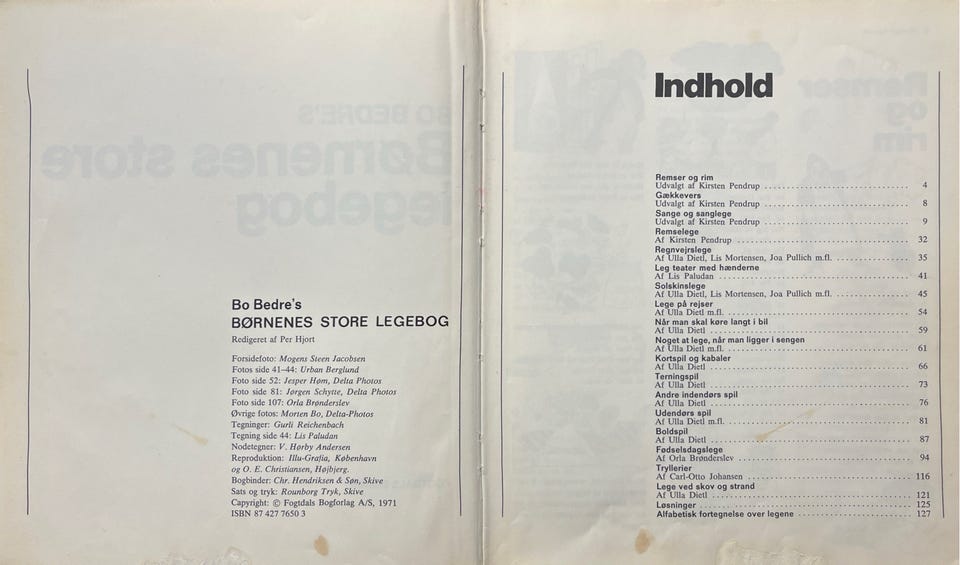 Bo Bedre's
BØRNENES STORE LEGEBOG
Redigeret af Per Hjort
Forsidefoto: Mogens Steen Jacobsen
Fotos side 41–44: Urban Berglund
Foto side 52: Jesper Høm, Delta Photos
Foto side 81: Jørgen Schytte, Delta Photos
Foto side 107: Orla Brønderslev
Øvrige fotos: Morten Bo, Delta-Photos
Tegninger: Gurli Reichenbach
Tegning side 44: Lis Paludan
Nodetegner: V. Hørby Andersen
Reproduktion: Illu-Grafia, København
og O. E. Christiansen, Højbjerg.
Bogbinder: Chr. Hendriksen & Søn, Skive
Sats og tryk: Rounborg Tryk, Skive
Capyright: © Fogtdals Bogforlag A/S, 1971
ISBN 87 427 7650 3
Indhold
Remser og rim
Udvalgt af Kirsten Pendrup 4
Gækkevers
Udvalgt af Kirsten Pendrup 8
Sange og sanglege
Udvalgt af Kirsten Pendrup 9
Remselege
Af Kirsten Pendrup 32
Regnvejrslege
Af Ulla Dietl, Lis Mortensen, Joa Pullich m.fl. 35
Leg teater med hænderne
Af Lis Paludan 41
Solskinslege
Af Ulla Dietl, Lis Mortensen, Joa Pullich m.fl. 45
Lege på rejser
Af Ulla Dietl m.fl. 54
Når man skal køre langt i bil
Af Ulla Dietl 59
Noget at lege, når man ligger i sengen
Af Ulla Dietl m.fl. 61
Kortspil og kabaler
Af Ulla Dietl 66
Terningspil
Af Ulla Dietl 73
Andre indendørs spil
Af Ulla Dietl 76
Udendørs spil
Af Ulla Dietl m.fl. 81
Boldspil
Af Ulla Dietl 87
Fødselsdagslege
Af Orla Brønderslev 94
Tryllerier
Af Carl-Otto Johansen 116
Lege ved skov og strand
Af Ulla Dietl 121
Løsninger 125
Alfabetisk fortegnelse over legene 127